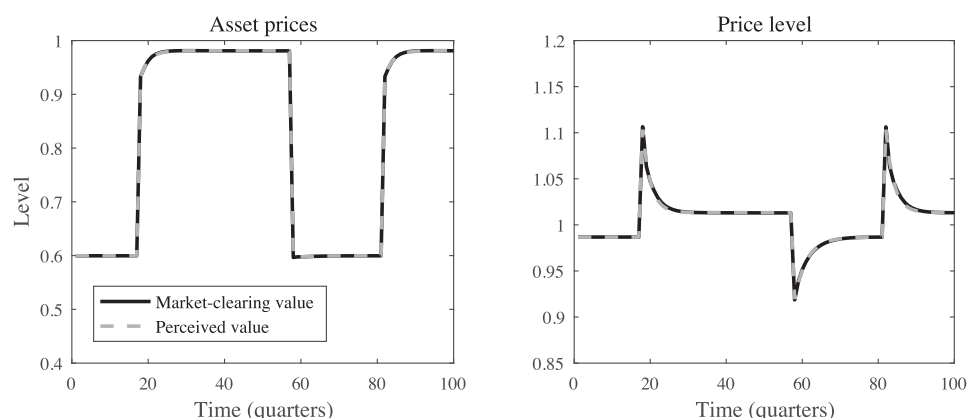 Asset prices
1
0.9
0.8
0.7
0.6
0.5
0.4
Level
Market-clearing value
Perceived value
0 20 40 60 80 100
Time (quarters)
Price level
1.2
1.15
1.1
1.05
1
0.95
0.9
0.85
0 20 40 60 80 100
Time (quarters)